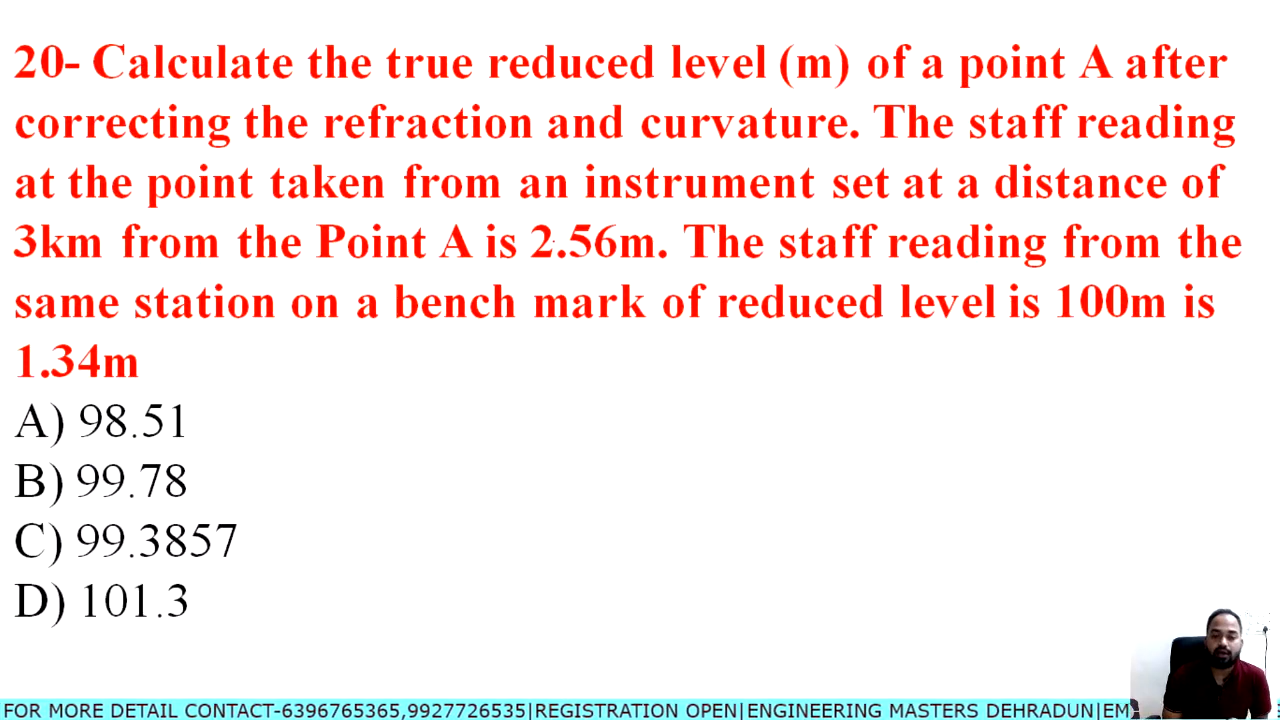 20- Calculate the true reduced level (m) of a point A after
correcting the refraction and curvature. The staff reading
at the point taken from an instrument set at a distance of
3km from the Point A is 2.56m. The staff reading from the
same station on a bench mark of reduced level is 100m is
1.34m
A) 98.51
B) 99.78
C) 99.3857
D) 101.3
FOR MORE DETAIL CONTACT-6396765365,9927726535|REGISTRATION OPEN|ENGINEERING MASTERS DEHRADUN|EM